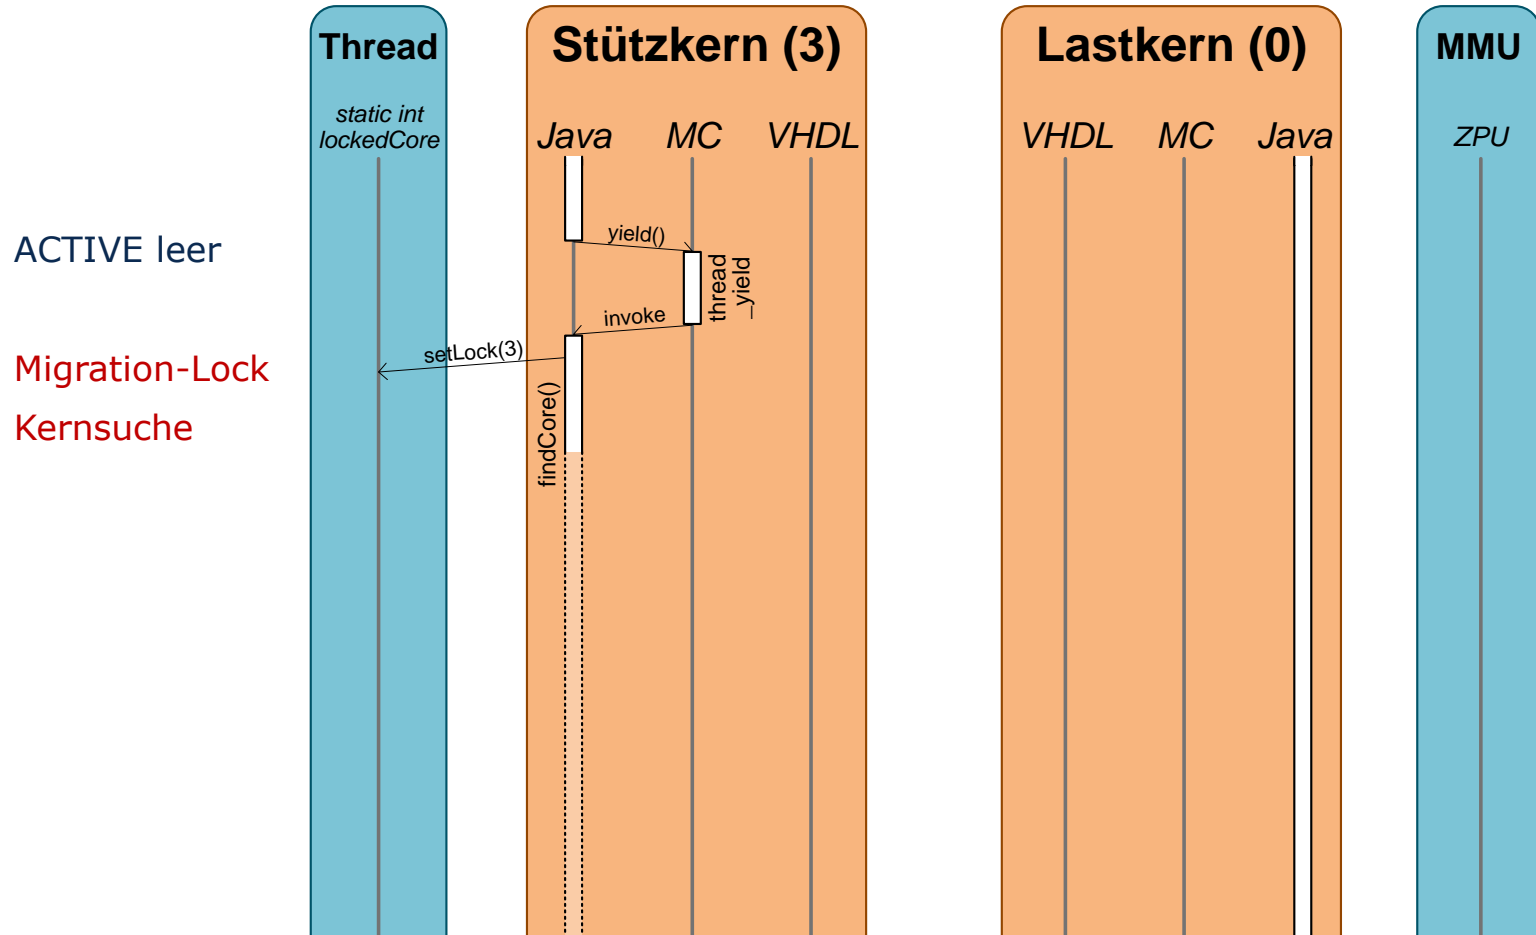 Thread
Stützkern (3)
Lastkern (0)
MMU
static int
lockedCore
Java
MC
VHDL
VHDL
MC
Java
ZPU
ACTIVE leer
yield()
thread
_yield
invoke
Migration-Lock
setLock(3)
Kernsuche
findCore()